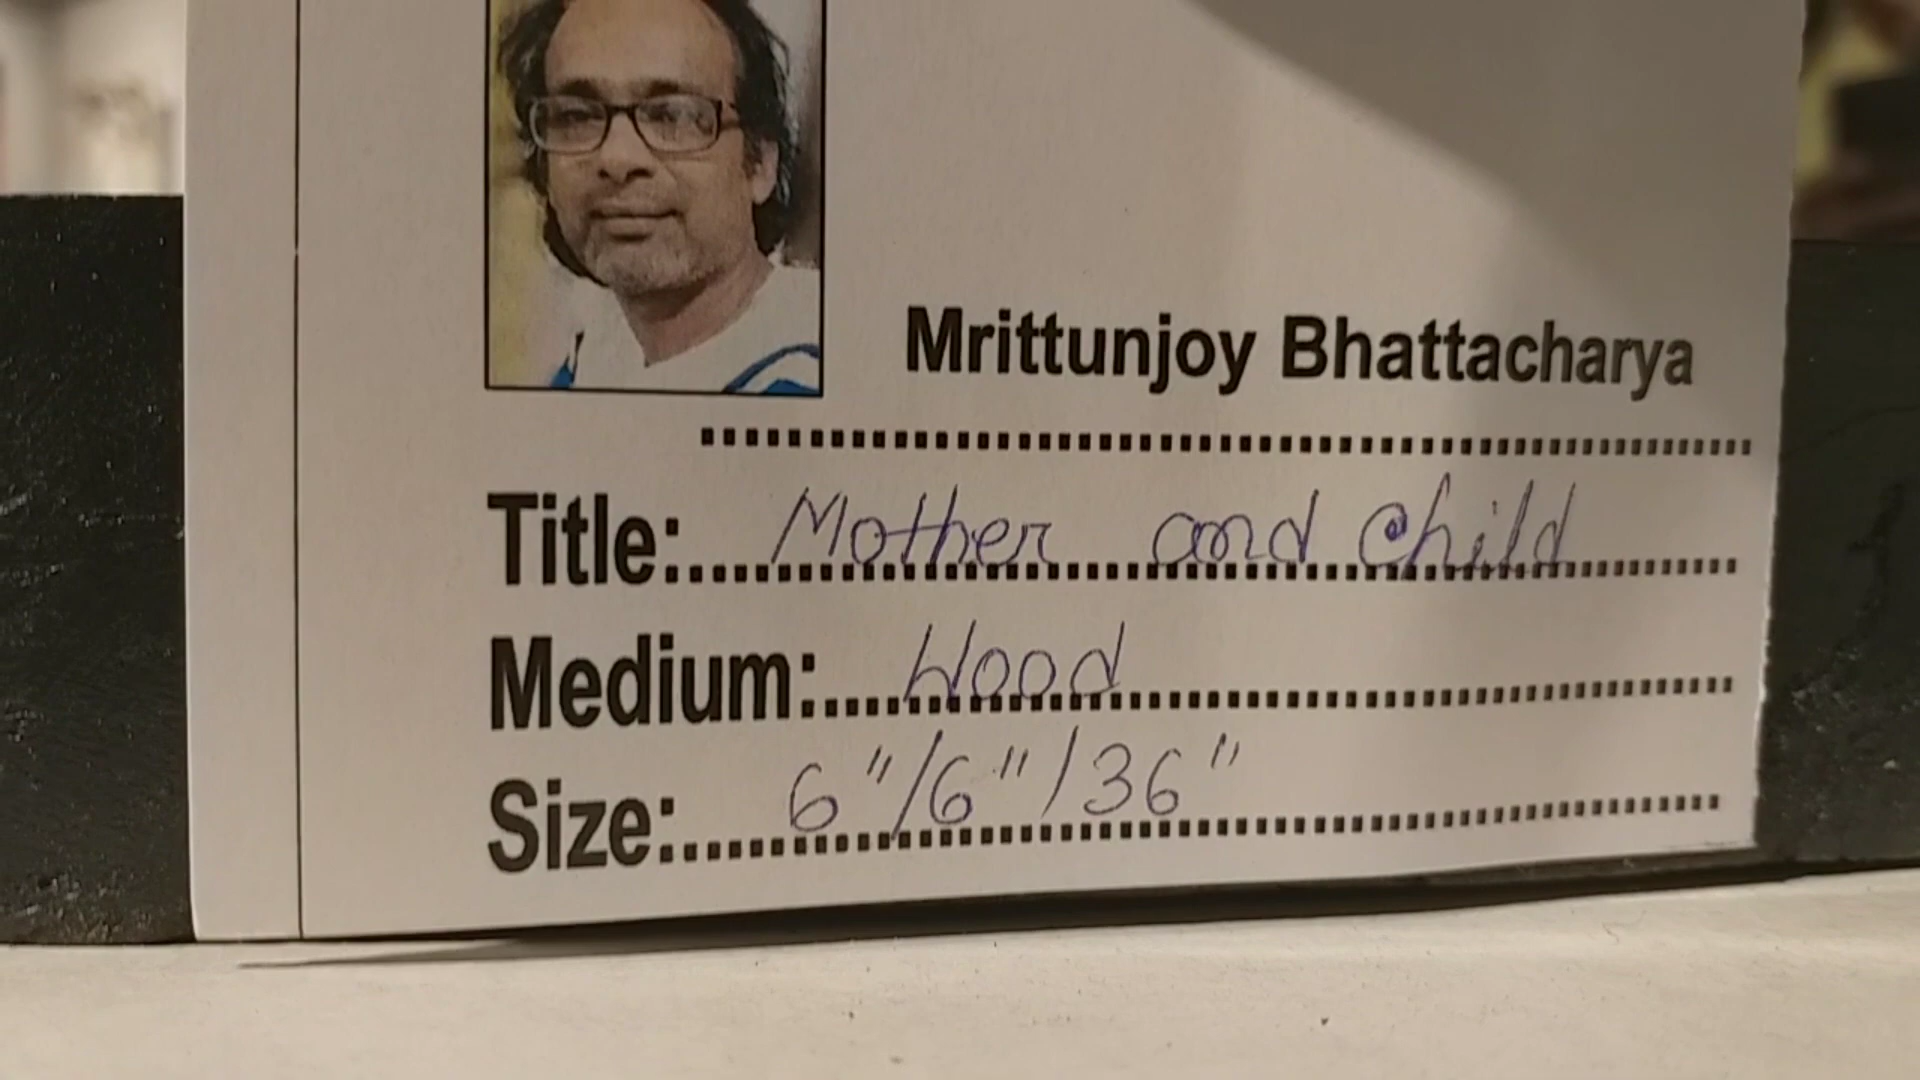 Mrittunjoy Bhattacharya
Title: Mother and Child
Medium: Wood
Size: 6"/6"/36"